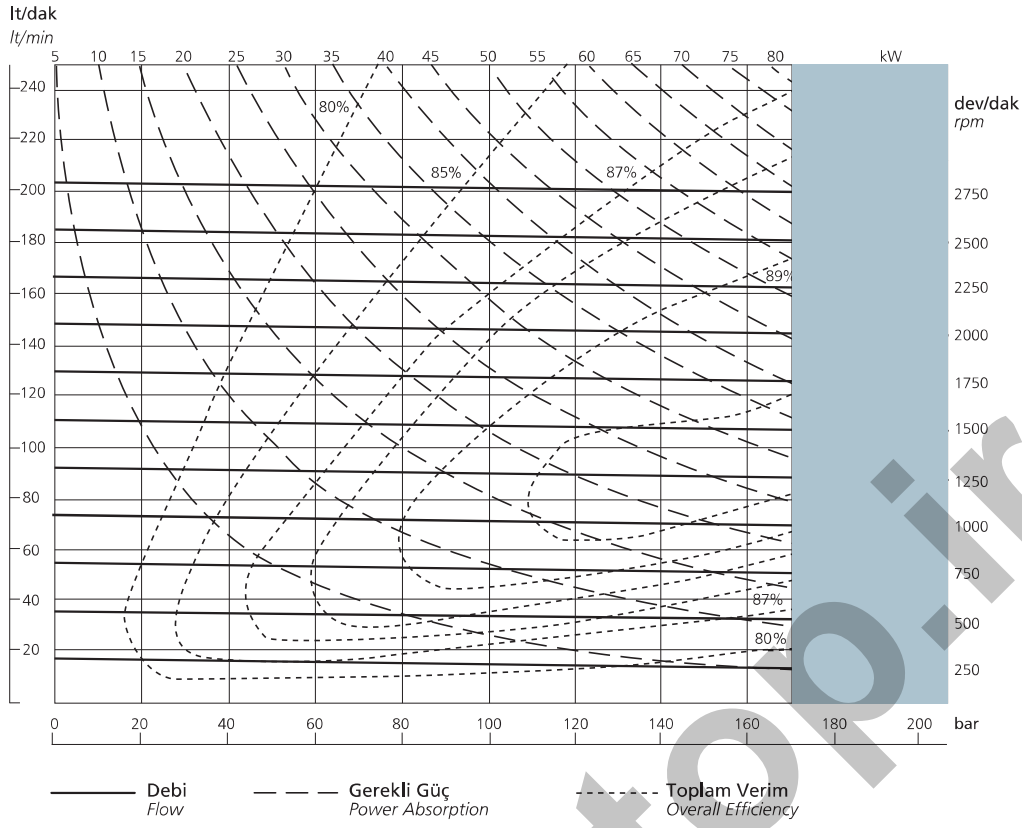 lt/dak
lt/min
5 10 15 20 25 30 35 40 45 50 55 60 65 70 75 80 kW
240
220
200
180
160
140
120
100
80
60
40
20
80%
85%
87%
89%
87%
80%
dev/dak
rpm
2750
2500
2250
2000
1750
1500
1250
1000
750
500
250
0 20 40 60 80 100 120 140 160 bar 180 200
Debi
Flow
Gerekli Güç
Power Absorption
Toplam Verim
Overall Efficiency
top.ir